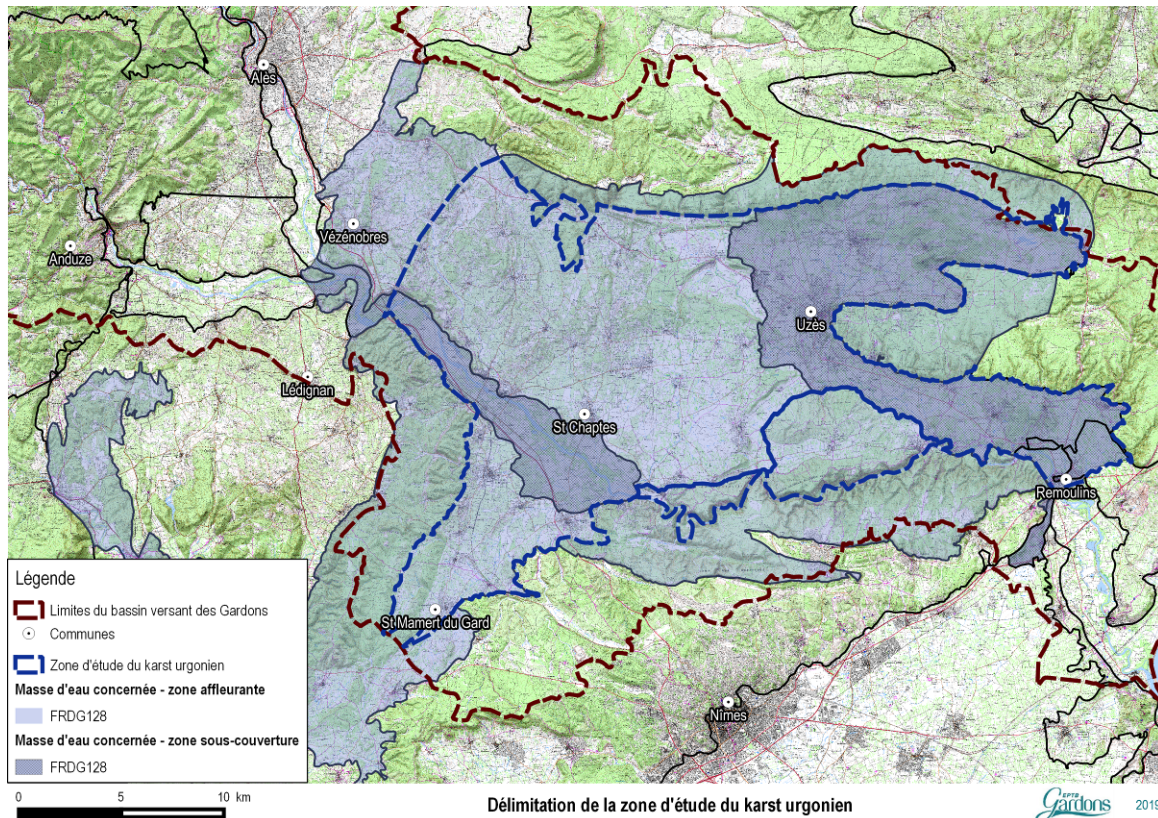 Alès
Vézénobres
Anduze
Uzès
Lédignan
St Chaptes
Remoulins
St Mamert du Gard
Nîmes
Légende
Limites du bassin versant des Gardons
Communes
Zone d'étude du karst urgonien
Masse d'eau concernée - zone affleurante
FRDG128
Masse d'eau concernée - zone sous-couverture
FRDG128
0 5 10 km
Délimitation de la zone d'étude du karst urgonien
EPTB
Gardons
2019